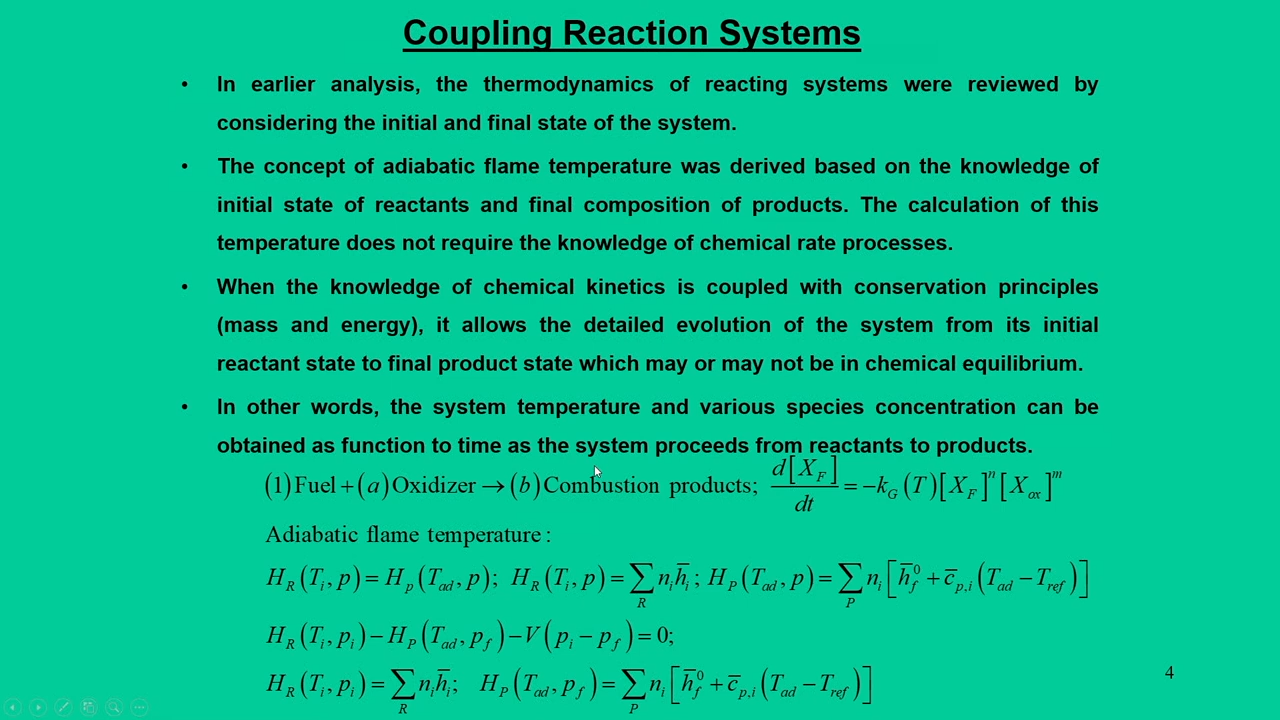 Coupling Reaction Systems
• In earlier analysis, the thermodynamics of reacting systems were reviewed by
considering the initial and final state of the system.
• The concept of adiabatic flame temperature was derived based on the knowledge of
initial state of reactants and final composition of products. The calculation of this
temperature does not require the knowledge of chemical rate processes.
• When the knowledge of chemical kinetics is coupled with conservation principles
(mass and energy), it allows the detailed evolution of the system from its initial
reactant state to final product state which may or may not be in chemical equilibrium.
• In other words, the system temperature and various species concentration can be
obtained as function to time as the system proceeds from reactants to products.
(1) Fuel + (a) Oxidizer → (b) Combustion products; d[X_F]/dt = −k_G (T) [X_F]^n [X_ox]^m
Adiabatic flame temperature :
H_R (T_i, p) = H_p (T_ad, p); H_R (T_i, p) = ∑_R n_i h̄_i; H_P (T_ad, p) = ∑_P n_i [h̄_f^0 + c̄_p,i (T_ad − T_ref)]
H_R (T_i, p_i) − H_P (T_ad, p_f) − V(p_i − p_f) = 0;
H_R (T_i, p_i) = ∑_R n_i h̄_i; H_P (T_ad, p_f) = ∑_P n_i [h̄_f^0 + c̄_p,i (T_ad − T_ref)]
4